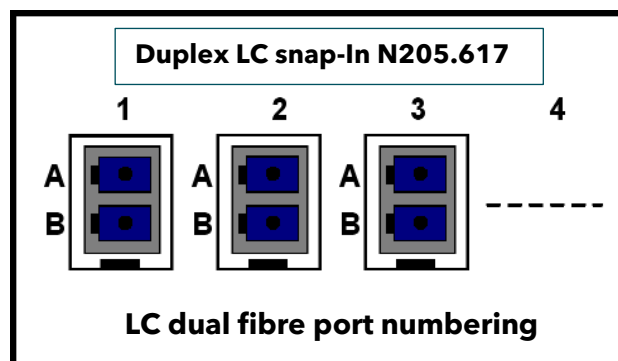 Duplex LC snap-In N205.617
1 2 3 4
A A A
B B B
LC dual fibre port numbering